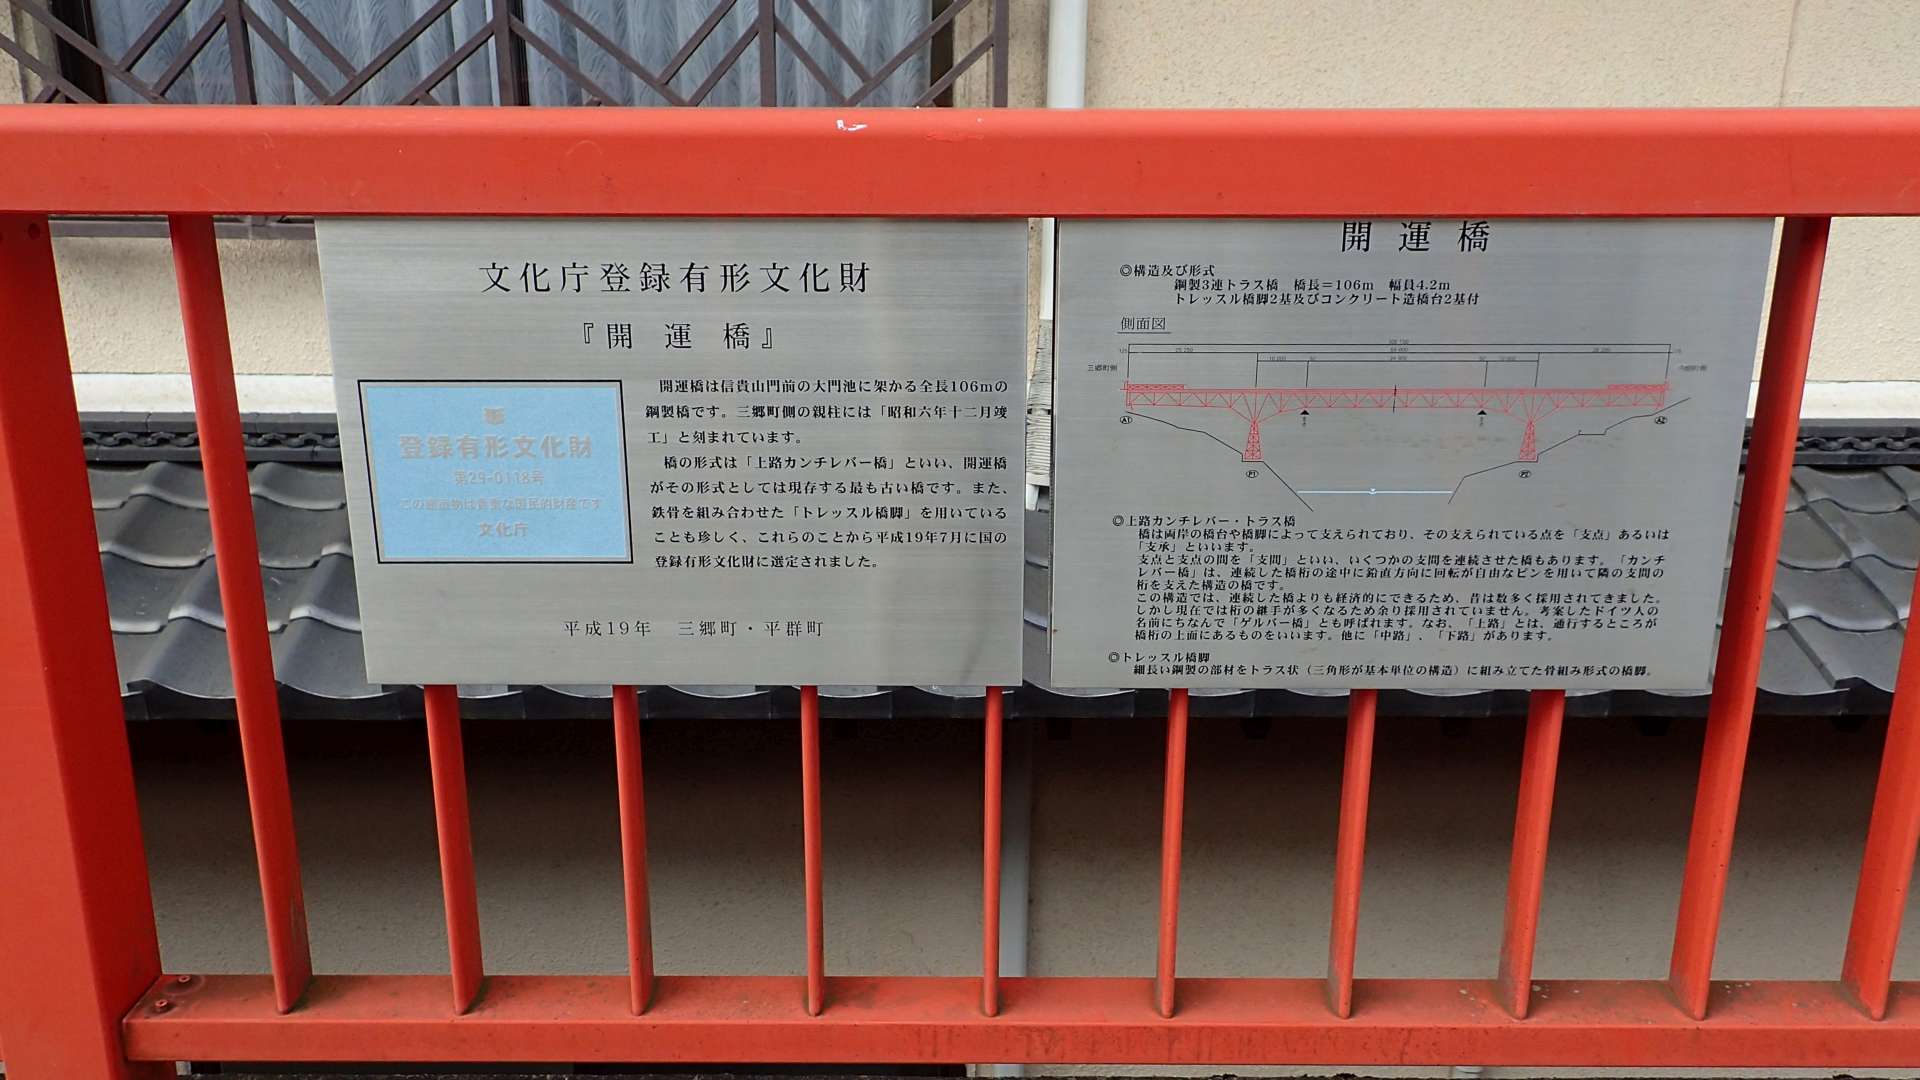 文化庁登録有形文化財
『開運橋』
登録有形文化財
第29-0118号
この建造物は貴重な国民的財産です
文化庁
開運橋は信貴山門前の大門池に架かる全長106mの
鋼製橋です。三郷町側の親柱には「昭和六年十二月竣
工」と刻まれています。
橋の形式は「上路カンチレバー橋」といい、開運橋
がその形式としては現存する最も古い橋です。また、
鉄骨を組み合わせた「トレッスル橋脚」を用いている
ことも珍しく、これらのことから平成19年7月に国の
登録有形文化財に選定されました。
平成19年 三郷町・平群町
開運橋
◎構造及び形式
鋼製3連トラス橋 橋長＝106m 幅員4.2m
トレッスル橋脚2基及びコンクリート造橋台2基付
側面図
三郷町側
A1
A2
P1
P2
◎上路カンチレバー・トラス橋
橋は両岸の橋台や橋脚によって支えられており、その支えられている点を「支点」あるいは
「支承」といいます。
支点と支点の間を「支間」といい、いくつかの支間を連続させた橋もあります。「カンチ
レバー橋」は、連続した橋桁の途中に鉛直方向に回転が自由なピンを用いて隣の支間の
桁を支えた構造の橋です。
この構造では、連続した橋よりも経済的にできるため、昔は数多く採用されてきました。
しかし現在では桁の継手が多くなるため余り採用されていません。考案したドイツ人の
名前にちなんで「ゲルバー橋」とも呼ばれます。なお、「上路」とは、通行するところが
橋桁の上面にあるものをいいます。他に「中路」、「下路」があります。
◎トレッスル橋脚
細長い鋼製の部材をトラス状（三角形が基本単位の構造）に組み立てた骨組み形式の橋脚。